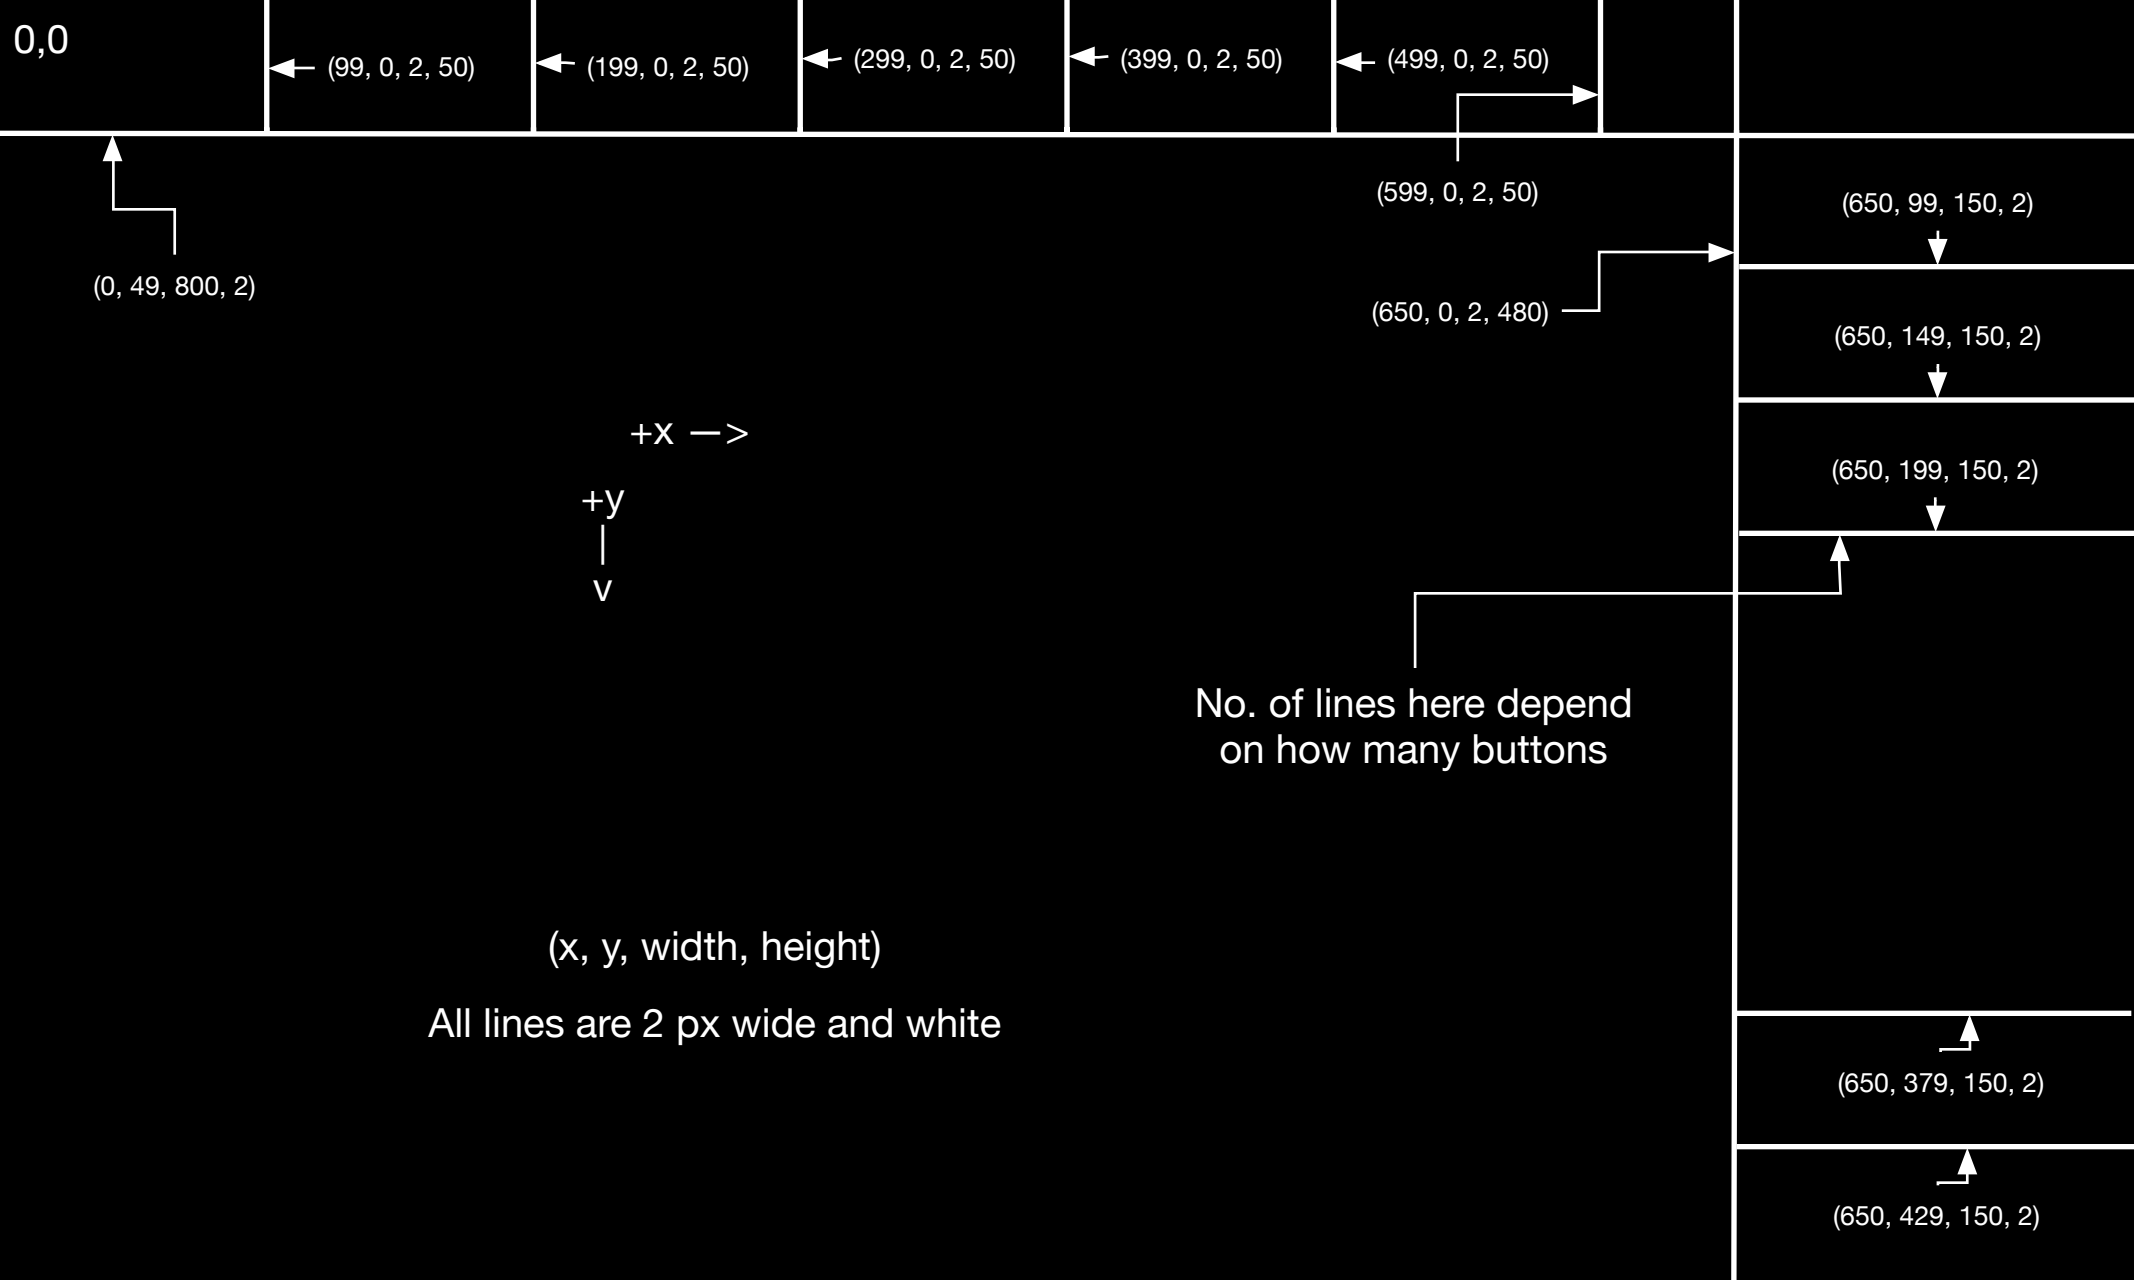 0,0
(99, 0, 2, 50)
(199, 0, 2, 50)
(299, 0, 2, 50)
(399, 0, 2, 50)
(499, 0, 2, 50)
(599, 0, 2, 50)
(650, 99, 150, 2)
(0, 49, 800, 2)
(650, 0, 2, 480)
(650, 149, 150, 2)
+x —>
(650, 199, 150, 2)
+y
|
v
No. of lines here depend
on how many buttons
(x, y, width, height)
All lines are 2 px wide and white
(650, 379, 150, 2)
(650, 429, 150, 2)